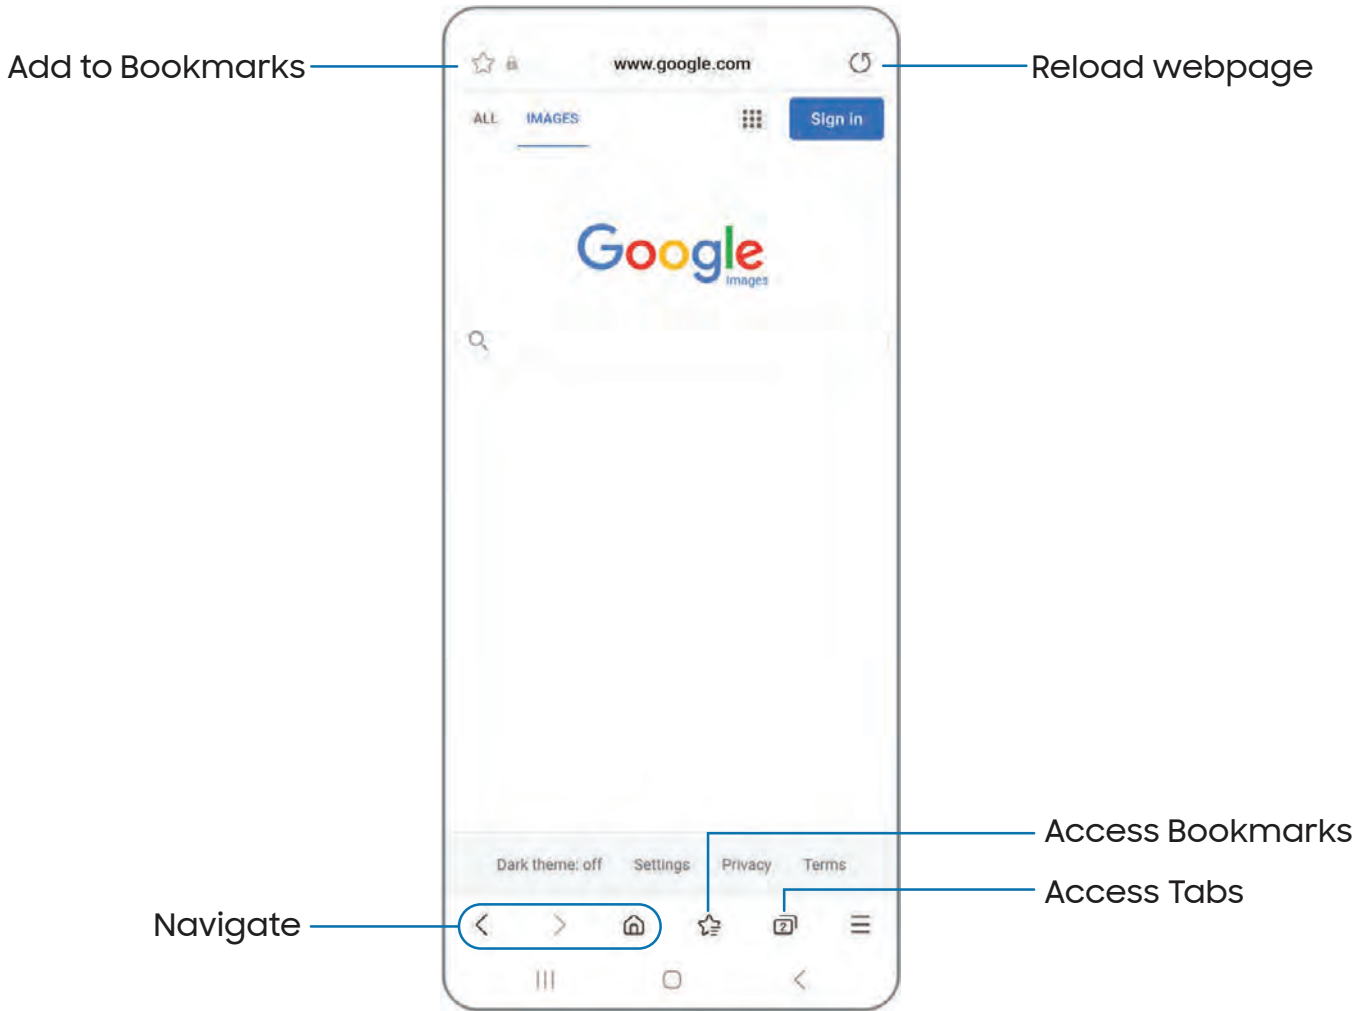 Add to Bookmarks
www.google.com
Reload webpage
ALL IMAGES
Sign in
Google
Images
Access Bookmarks
Dark theme: off Settings Privacy Terms
Access Tabs
Navigate
2